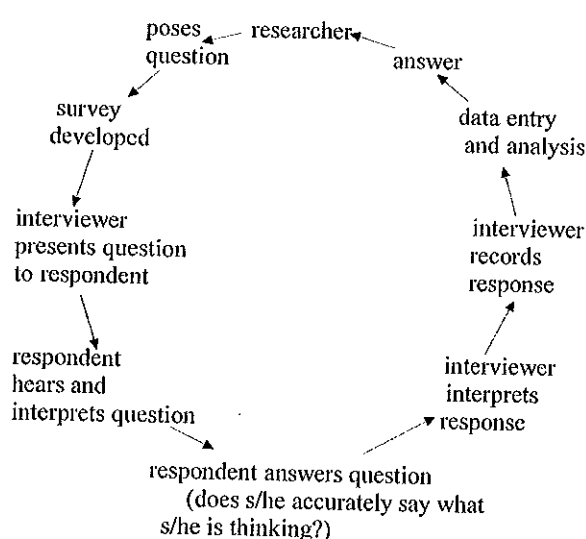 researcher
poses
question
survey
developed
interviewer
presents question
to respondent
respondent
hears and
interprets question
respondent answers question
(does s/he accurately say what
s/he is thinking?)
interviewer
interprets
response
interviewer
records
response
data entry
and analysis
answer